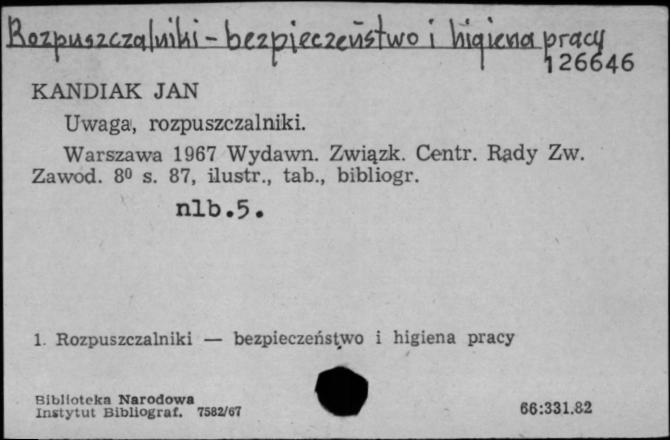 Rozpuszczalniki - bezpieczeństwo i higiena pracy
126646
KANDIAK JAN
Uwaga, rozpuszczalniki.
Warszawa 1967 Wydawn. Związk. Centr. Rady Zw.
Zawod. 8⁰ s. 87, ilustr., tab., bibliogr.
nlb.5.
1. Rozpuszczalniki — bezpieczeństwo i higiena pracy
Biblioteka Narodowa
Instytut Bibliograf. 7582/67
66:331.82